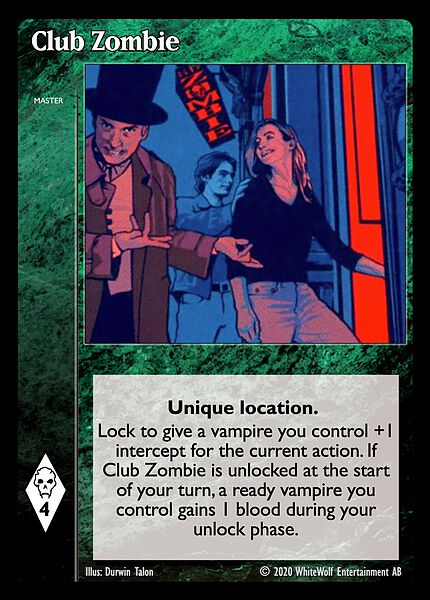 Club Zombie
MASTER
THE
ZOMBIE
Unique location.
Lock to give a vampire you control +1
intercept for the current action. If
Club Zombie is unlocked at the start
of your turn, a ready vampire you
control gains 1 blood during your
unlock phase.
4
Illus: Durwin Talon
© 2020 WhiteWolf Entertainment AB